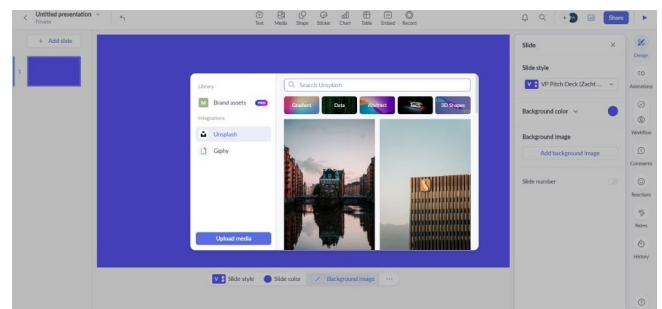 Untitled presentation
Private
Text Media Shape Sticker Chart Table Embed Record
Share
+ Add slide
1
Library
Brand assets PRO
Integrations
Unsplash
Giphy
Upload media
Search Unsplash
Gradient Data Abstract Tech 3D Shapes
Slide style Slide color Background image
Slide
Slide style
VP Pitch Deck (Zacht ...
Background color
Background image
Add background image
Slide number
Design
Animations
Workflow
Comments
Reactions
Notes
History